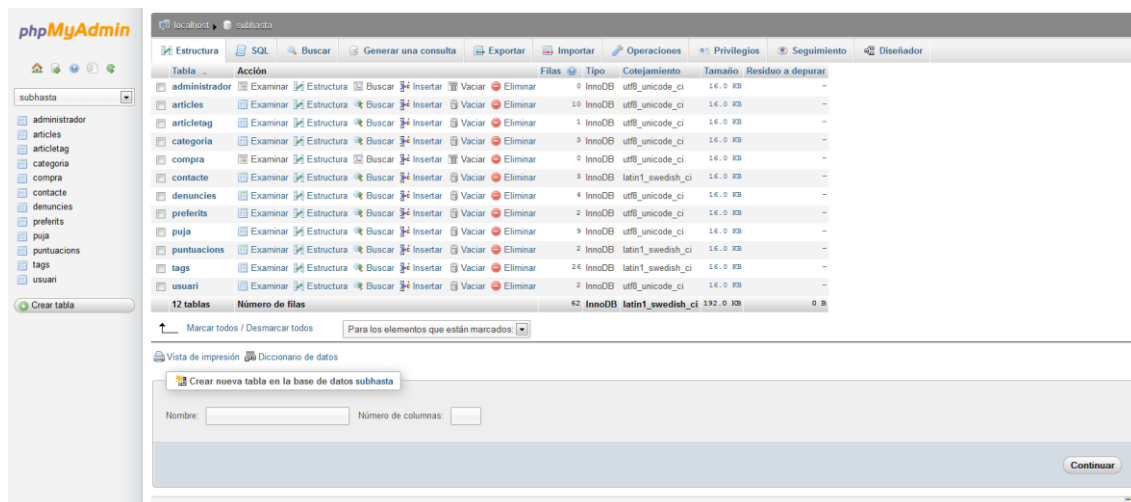 phpMyAdmin
subhasta
administrador
articles
articletag
categoria
compra
contacte
denuncies
preferits
puja
puntuacions
tags
usuari
Crear tabla
localhost ▸ subhasta
Estructura SQL Buscar Generar una consulta Exportar Importar Operaciones Privilegios Seguimiento Diseñador
Tabla Acción Filas Tipo Cotejamiento Tamaño Residuo a depurar
administrador Examinar Estructura Buscar Insertar Vaciar Eliminar 0 InnoDB utf8_unicode_ci 16.0 KB -
articles Examinar Estructura Buscar Insertar Vaciar Eliminar 10 InnoDB utf8_unicode_ci 16.0 KB -
articletag Examinar Estructura Buscar Insertar Vaciar Eliminar 1 InnoDB utf8_unicode_ci 16.0 KB -
categoria Examinar Estructura Buscar Insertar Vaciar Eliminar 3 InnoDB utf8_unicode_ci 16.0 KB -
compra Examinar Estructura Buscar Insertar Vaciar Eliminar 0 InnoDB utf8_unicode_ci 16.0 KB -
contacte Examinar Estructura Buscar Insertar Vaciar Eliminar 3 InnoDB latin1_swedish_ci 16.0 KB -
denuncies Examinar Estructura Buscar Insertar Vaciar Eliminar 4 InnoDB utf8_unicode_ci 16.0 KB -
preferits Examinar Estructura Buscar Insertar Vaciar Eliminar 2 InnoDB utf8_unicode_ci 16.0 KB -
puja Examinar Estructura Buscar Insertar Vaciar Eliminar 9 InnoDB utf8_unicode_ci 16.0 KB -
puntuacions Examinar Estructura Buscar Insertar Vaciar Eliminar 2 InnoDB latin1_swedish_ci 16.0 KB -
tags Examinar Estructura Buscar Insertar Vaciar Eliminar 26 InnoDB latin1_swedish_ci 16.0 KB -
usuari Examinar Estructura Buscar Insertar Vaciar Eliminar 2 InnoDB utf8_unicode_ci 16.0 KB -
12 tablas Número de filas 62 InnoDB latin1_swedish_ci 192.0 KB 0 B
Marcar todos / Desmarcar todos Para los elementos que están marcados:
Vista de impresión Diccionario de datos
Crear nueva tabla en la base de datos subhasta
Nombre: Número de columnas:
Continuar